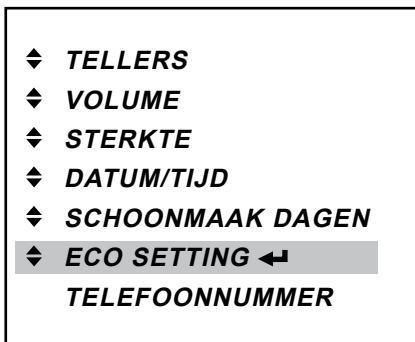 TELLERS
VOLUME
STERKTE
DATUM/TIJD
SCHOONMAAK DAGEN
ECO SETTING
TELEFOONNUMMER